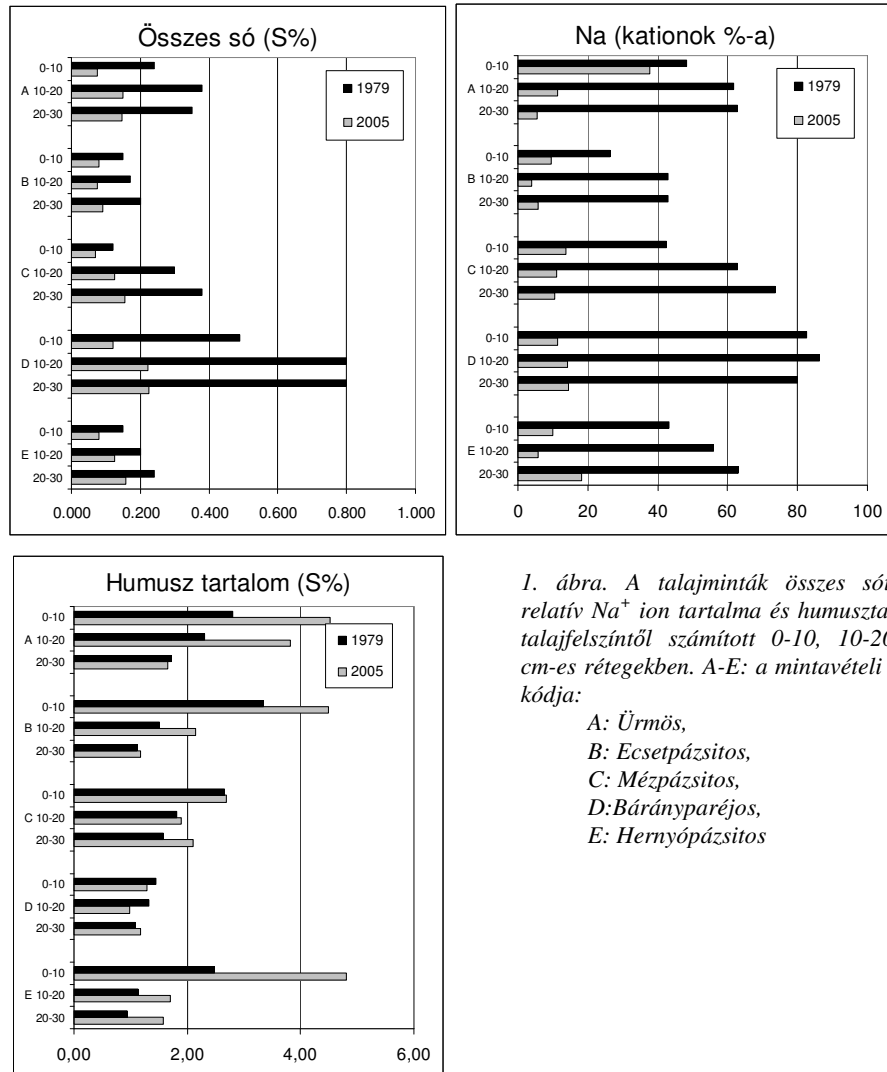 Összes só (S%)
0-10
A 10-20
20-30
0-10
B 10-20
20-30
0-10
C 10-20
20-30
0-10
D 10-20
20-30
0-10
E 10-20
20-30
0.000 0.200 0.400 0.600 0.800 1.000
1979
2005
Na (kationok %-a)
0-10
A 10-20
20-30
0-10
B 10-20
20-30
0-10
C 10-20
20-30
0-10
D 10-20
20-30
0-10
E 10-20
20-30
0 20 40 60 80 100
1979
2005
Humusz tartalom (S%)
0-10
A 10-20
20-30
0-10
B 10-20
20-30
0-10
C 10-20
20-30
0-10
D 10-20
20-30
0-10
E 10-20
20-30
0,00 2,00 4,00 6,00
1979
2005
1. ábra. A talajminták összes sót
relatív Na+ ion tartalma és humuszta
talajfelszíntől számított 0-10, 10-20
cm-es rétegekben. A-E: a mintavételi
kódja:
A: Ürmös,
B: Ecsetpázsitos,
C: Mézpázsitos,
D:Bárányparéjos,
E: Hernyópázsitos